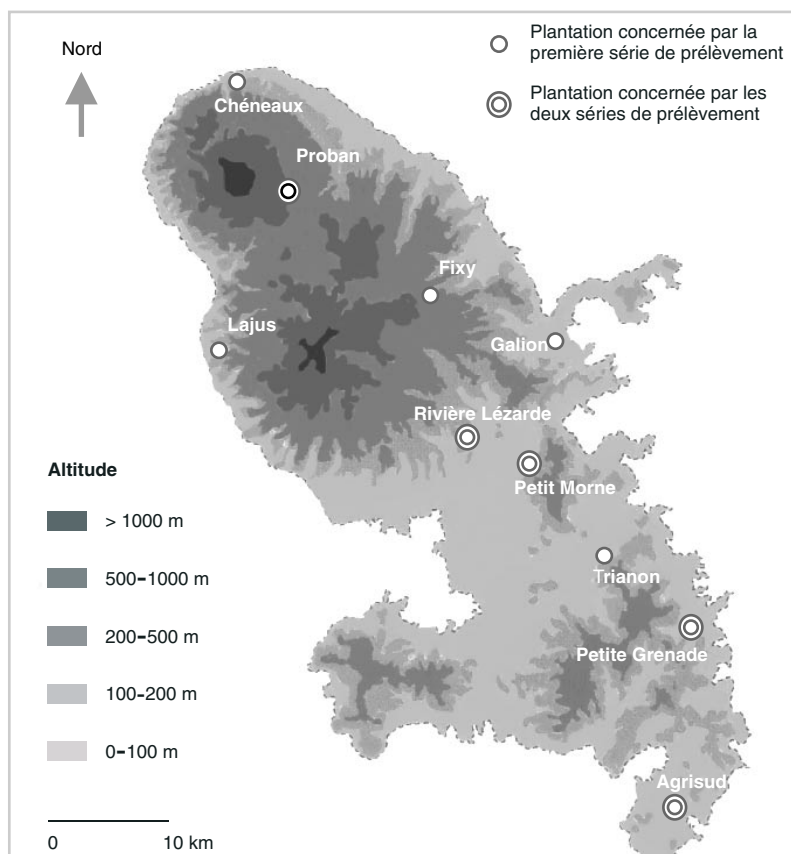 Nord
Plantation concernée par la
première série de prélèvement
Plantation concernée par les
deux séries de prélèvement
Chéneaux
Proban
Fixy
Lajus
Galion
Rivière Lézarde
Petit Morne
Trianon
Petite Grenade
Agrisud
Altitude
> 1000 m
500-1000 m
200-500 m
100-200 m
0-100 m
0 10 km